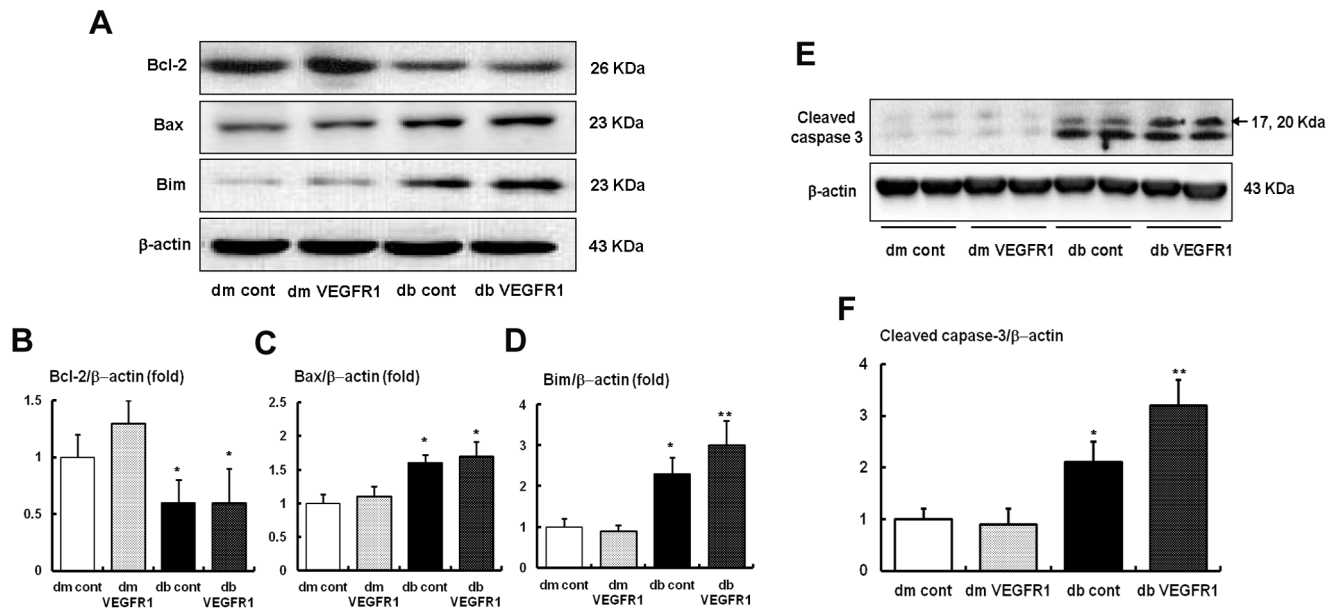 A
Bcl-2
26 KDa
Bax
23 KDa
Bim
23 KDa
β-actin
43 KDa
dm cont dm VEGFR1 db cont db VEGFR1
E
Cleaved
caspase 3
17, 20 Kda
β-actin
43 KDa
dm cont dm VEGFR1 db cont db VEGFR1
B
Bcl-2/β–actin (fold)
1.5
1
0.5
0
* *
dm cont dm db cont db
VEGFR1 VEGFR1
C
Bax/β–actin (fold)
2.5
2
1.5
1
0.5
0
* *
dm cont dm db cont db
VEGFR1 VEGFR1
D
Bim/β–actin (fold)
4
3
2
1
0
* **
dm cont dm db cont db
VEGFR1 VEGFR1
F
Cleaved capase-3/β–actin
4
3
2
1
0
* **
dm cont dm VEGFR1 db cont db
VEGFR1